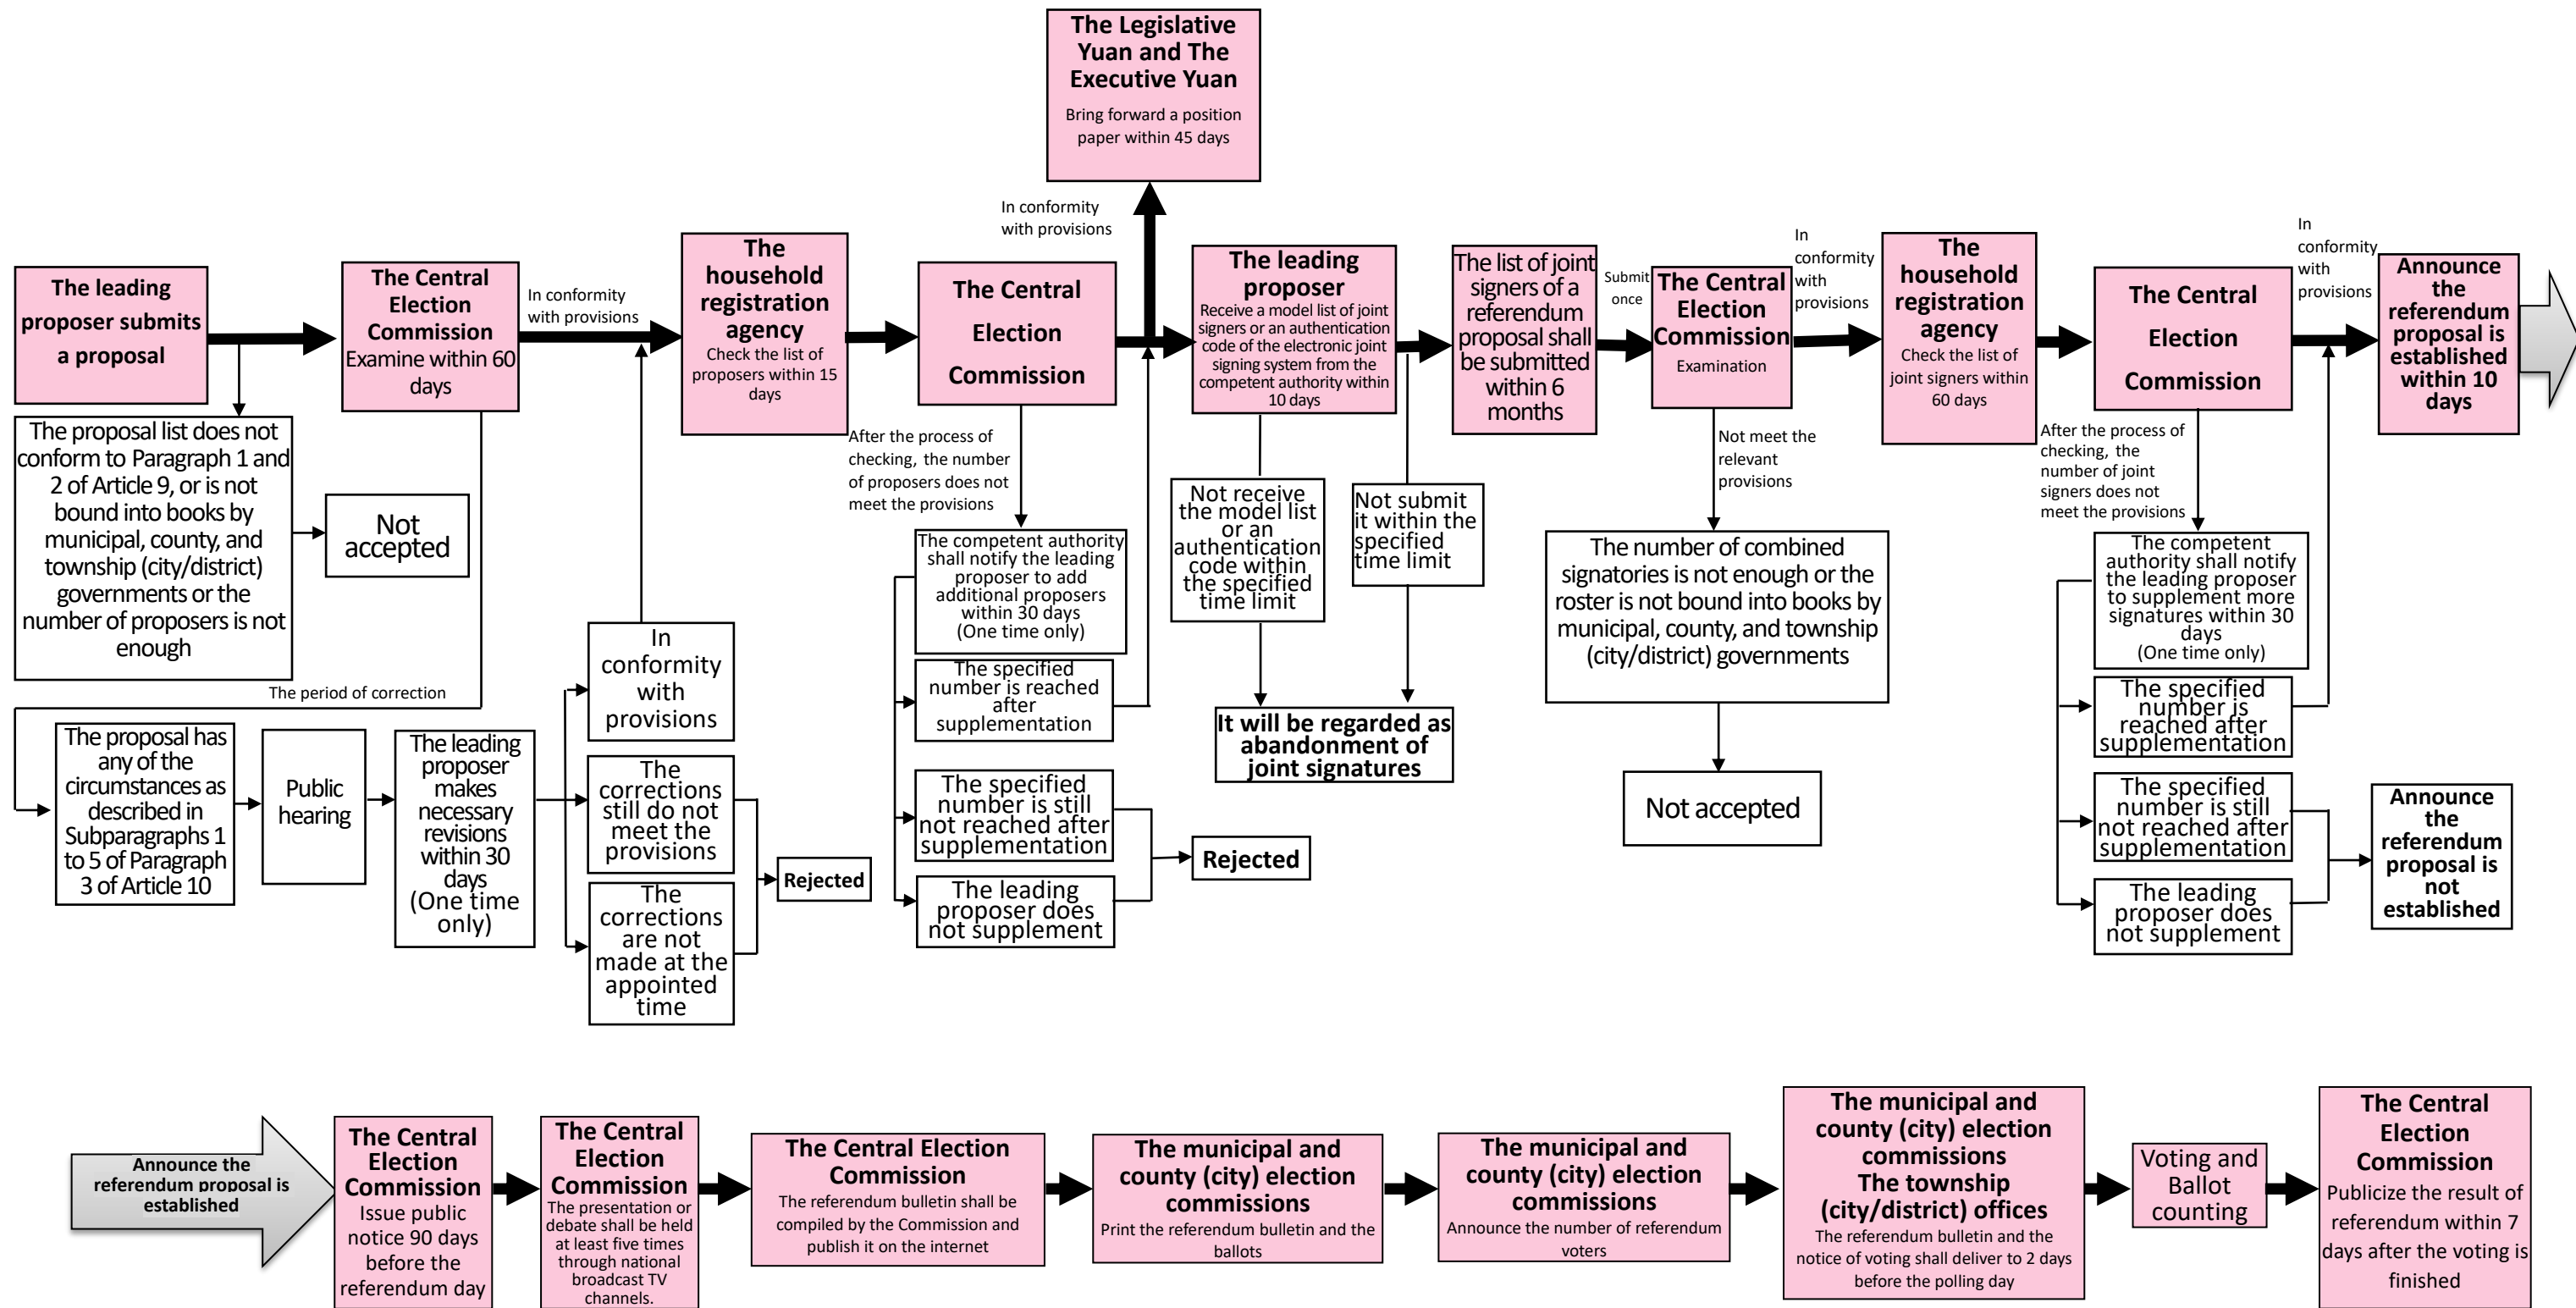 The Legislative
Yuan and The
Executive Yuan
Bring forward a position
paper within 45 days
In conformity
with provisions
The leading
proposer submits
a proposal
The Central
Election
Commission
Examine within 60
days
In conformity
with provisions
The
household
registration
agency
Check the list of
proposers within 15
days
The Central
Election
Commission
The leading
proposer
Receive a model list of joint
signers or an authentication
code of the electronic joint
signing system from the
competent authority within
10 days
The list of joint
signers of a
referendum
proposal shall
be submitted
within 6
months
Submit
once
The Central
Election
Commission
Examination
In
conformity
with
provisions
The
household
registration
agency
Check the list of
joint signers within
60 days
The Central
Election
Commission
In
conformity
with
provisions
Announce
the
referendum
proposal is
established
within 10
days
The proposal list does not
conform to Paragraph 1 and
2 of Article 9, or is not
bound into books by
municipal, county, and
township (city/district)
governments or the
number of proposers is not
enough
Not
accepted
The period of correction
The proposal has
any of the
circumstances as
described in
Subparagraphs 1
to 5 of Paragraph
3 of Article 10
Public
hearing
The leading
proposer
makes
necessary
revisions
within 30
days
(One time
only)
In
conformity
with
provisions
The
corrections
still do not
meet the
provisions
The
corrections
are not
made at the
appointed
time
Rejected
After the process of
checking, the number
of proposers does not
meet the provisions
The competent authority
shall notify the leading
proposer to add
additional proposers
within 30 days
(One time only)
The specified
number is reached
after
supplementation
The specified
number is still
not reached after
supplementation
The leading
proposer does
not supplement
Rejected
Not receive
the model list
or an
authentication
code within
the specified
time limit
Not submit
it within the
specified
time limit
It will be regarded as
abandonment of
joint signatures
Not meet the
relevant
provisions
The number of combined
signatories is not enough or the
roster is not bound into books by
municipal, county, and township
(city/district) governments
Not accepted
After the process of
checking, the
number of joint
signers does not
meet the provisions
The competent
authority shall notify
the leading proposer
to supplement more
signatures within 30
days
(One time only)
The specified
number is
reached after
supplementation
The specified
number is still
not reached after
supplementation
The leading
proposer does
not supplement
Announce
the
referendum
proposal is
not
established
Announce the
referendum proposal is
established
The Central
Election
Commission
Issue public
notice 90 days
before the
referendum day
The Central
Election
Commission
The presentation or
debate shall be held
at least five times
through national
broadcast TV
channels.
The Central Election
Commission
The referendum bulletin shall be
compiled by the Commission and
publish it on the internet
The municipal and
county (city) election
commissions
Print the referendum bulletin and the
ballots
The municipal and
county (city) election
commissions
Announce the number of referendum
voters
The municipal and
county (city) election
commissions
The township
(city/district) offices
The referendum bulletin and the
notice of voting shall deliver to 2 days
before the polling day
Voting and
Ballot
counting
The Central
Election
Commission
Publicize the result of
referendum within 7
days after the voting is
finished